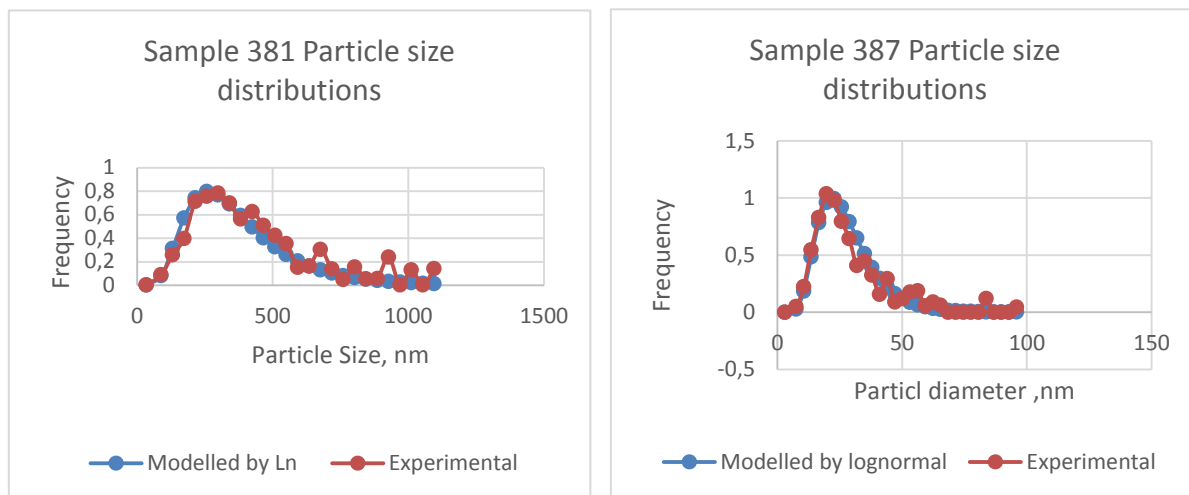 Sample 381 Particle size
distributions
Frequency
1
0,8
0,6
0,4
0,2
0
0 500 1000 1500
Particle Size, nm
Modelled by Ln Experimental
Sample 387 Particle size
distributions
Frequency
1,5
1
0,5
0
-0,5
0 50 100 150
Particl diameter ,nm
Modelled by lognormal Experimental